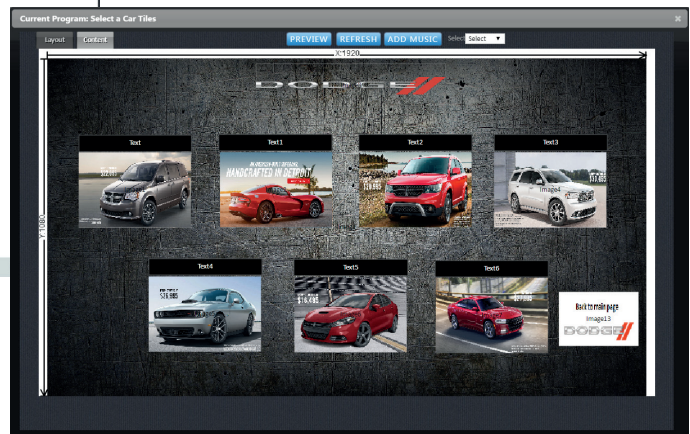 Current Program: Select a Car Tiles
Layout
Content
PREVIEW
REFRESH
ADD MUSIC
Select
Select
X:1920
Y:1080
DODGE
Text
Text1
Text2
Text3
HANDCRAFTED IN DETROIT
Image4
Text4
Text5
Text6
$26,995
$16,495
Back to main page
Image13
DODGE